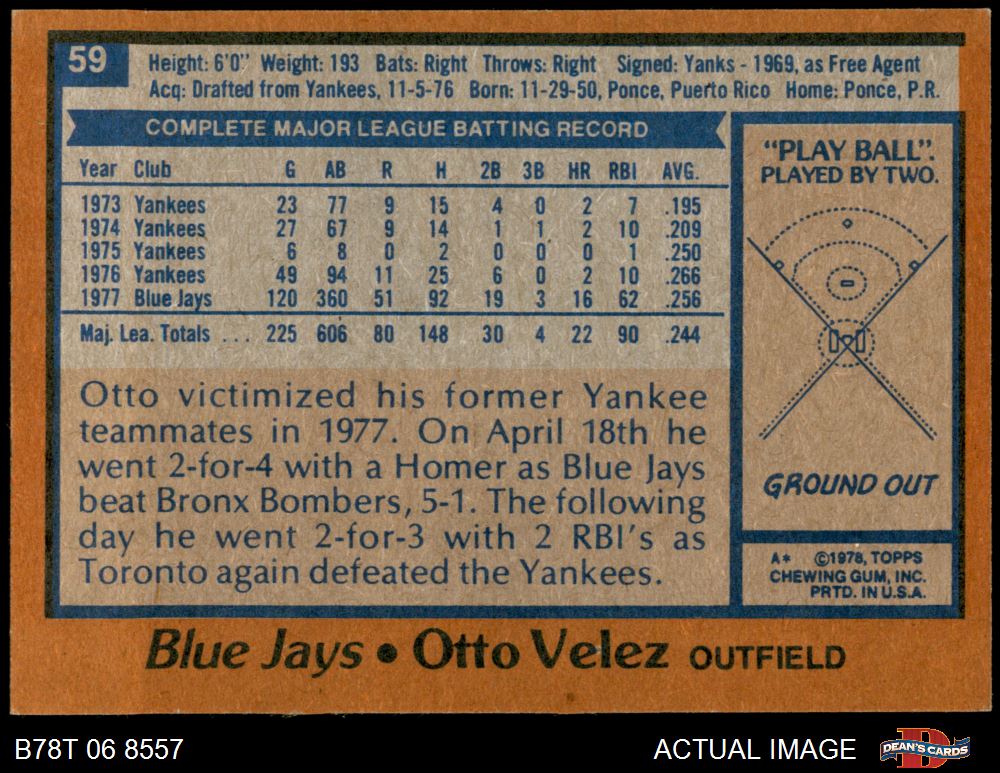 59
Height: 6'0" Weight: 193 Bats: Right Throws: Right Signed: Yanks - 1969, as Free Agent
Acq: Drafted from Yankees, 11-5-76 Born: 11-29-50, Ponce, Puerto Rico Home: Ponce, P.R.
COMPLETE MAJOR LEAGUE BATTING RECORD
Year Club G AB R H 2B 3B HR RBI AVG.
1973 Yankees 23 77 9 15 4 0 2 7 .195
1974 Yankees 27 67 9 14 1 1 2 10 .209
1975 Yankees 6 8 0 2 0 0 0 1 .250
1976 Yankees 49 94 11 25 6 0 2 10 .266
1977 Blue Jays 120 360 51 92 19 3 16 62 .256
Maj. Lea. Totals ... 225 606 80 148 30 4 22 90 .244
Otto victimized his former Yankee
teammates in 1977. On April 18th he
went 2-for-4 with a Homer as Blue Jays
beat Bronx Bombers, 5-1. The following
day he went 2-for-3 with 2 RBI's as
Toronto again defeated the Yankees.
"PLAY BALL".
PLAYED BY TWO.
GROUND OUT
A* ©1978, TOPPS
CHEWING GUM, INC.
PRTD. IN U.S.A.
Blue Jays • Otto Velez OUTFIELD
B78T 06 8557
ACTUAL IMAGE
DEAN'S CARDS